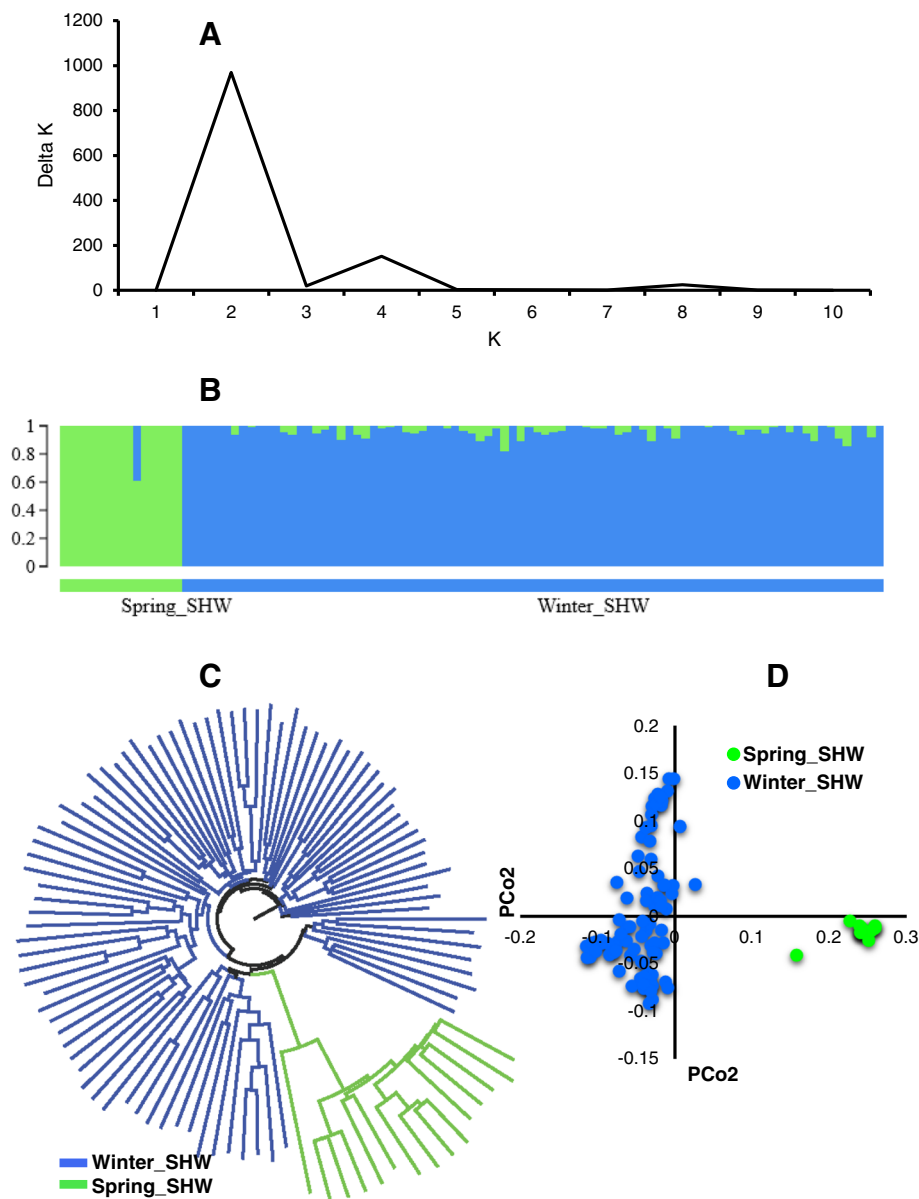 A
1200
1000
800
600
400
200
0
Delta K
1 2 3 4 5 6 7 8 9 10
K
B
1
0.8
0.6
0.4
0.2
0
Spring_SHW Winter_SHW
C
Winter_SHW
Spring_SHW
D
0.2
0.15
0.1
0.05
0
-0.05
-0.1
-0.15
-0.2 -0.1 0 0.1 0.2 0.3
PCo2
PCo2
Spring_SHW
Winter_SHW